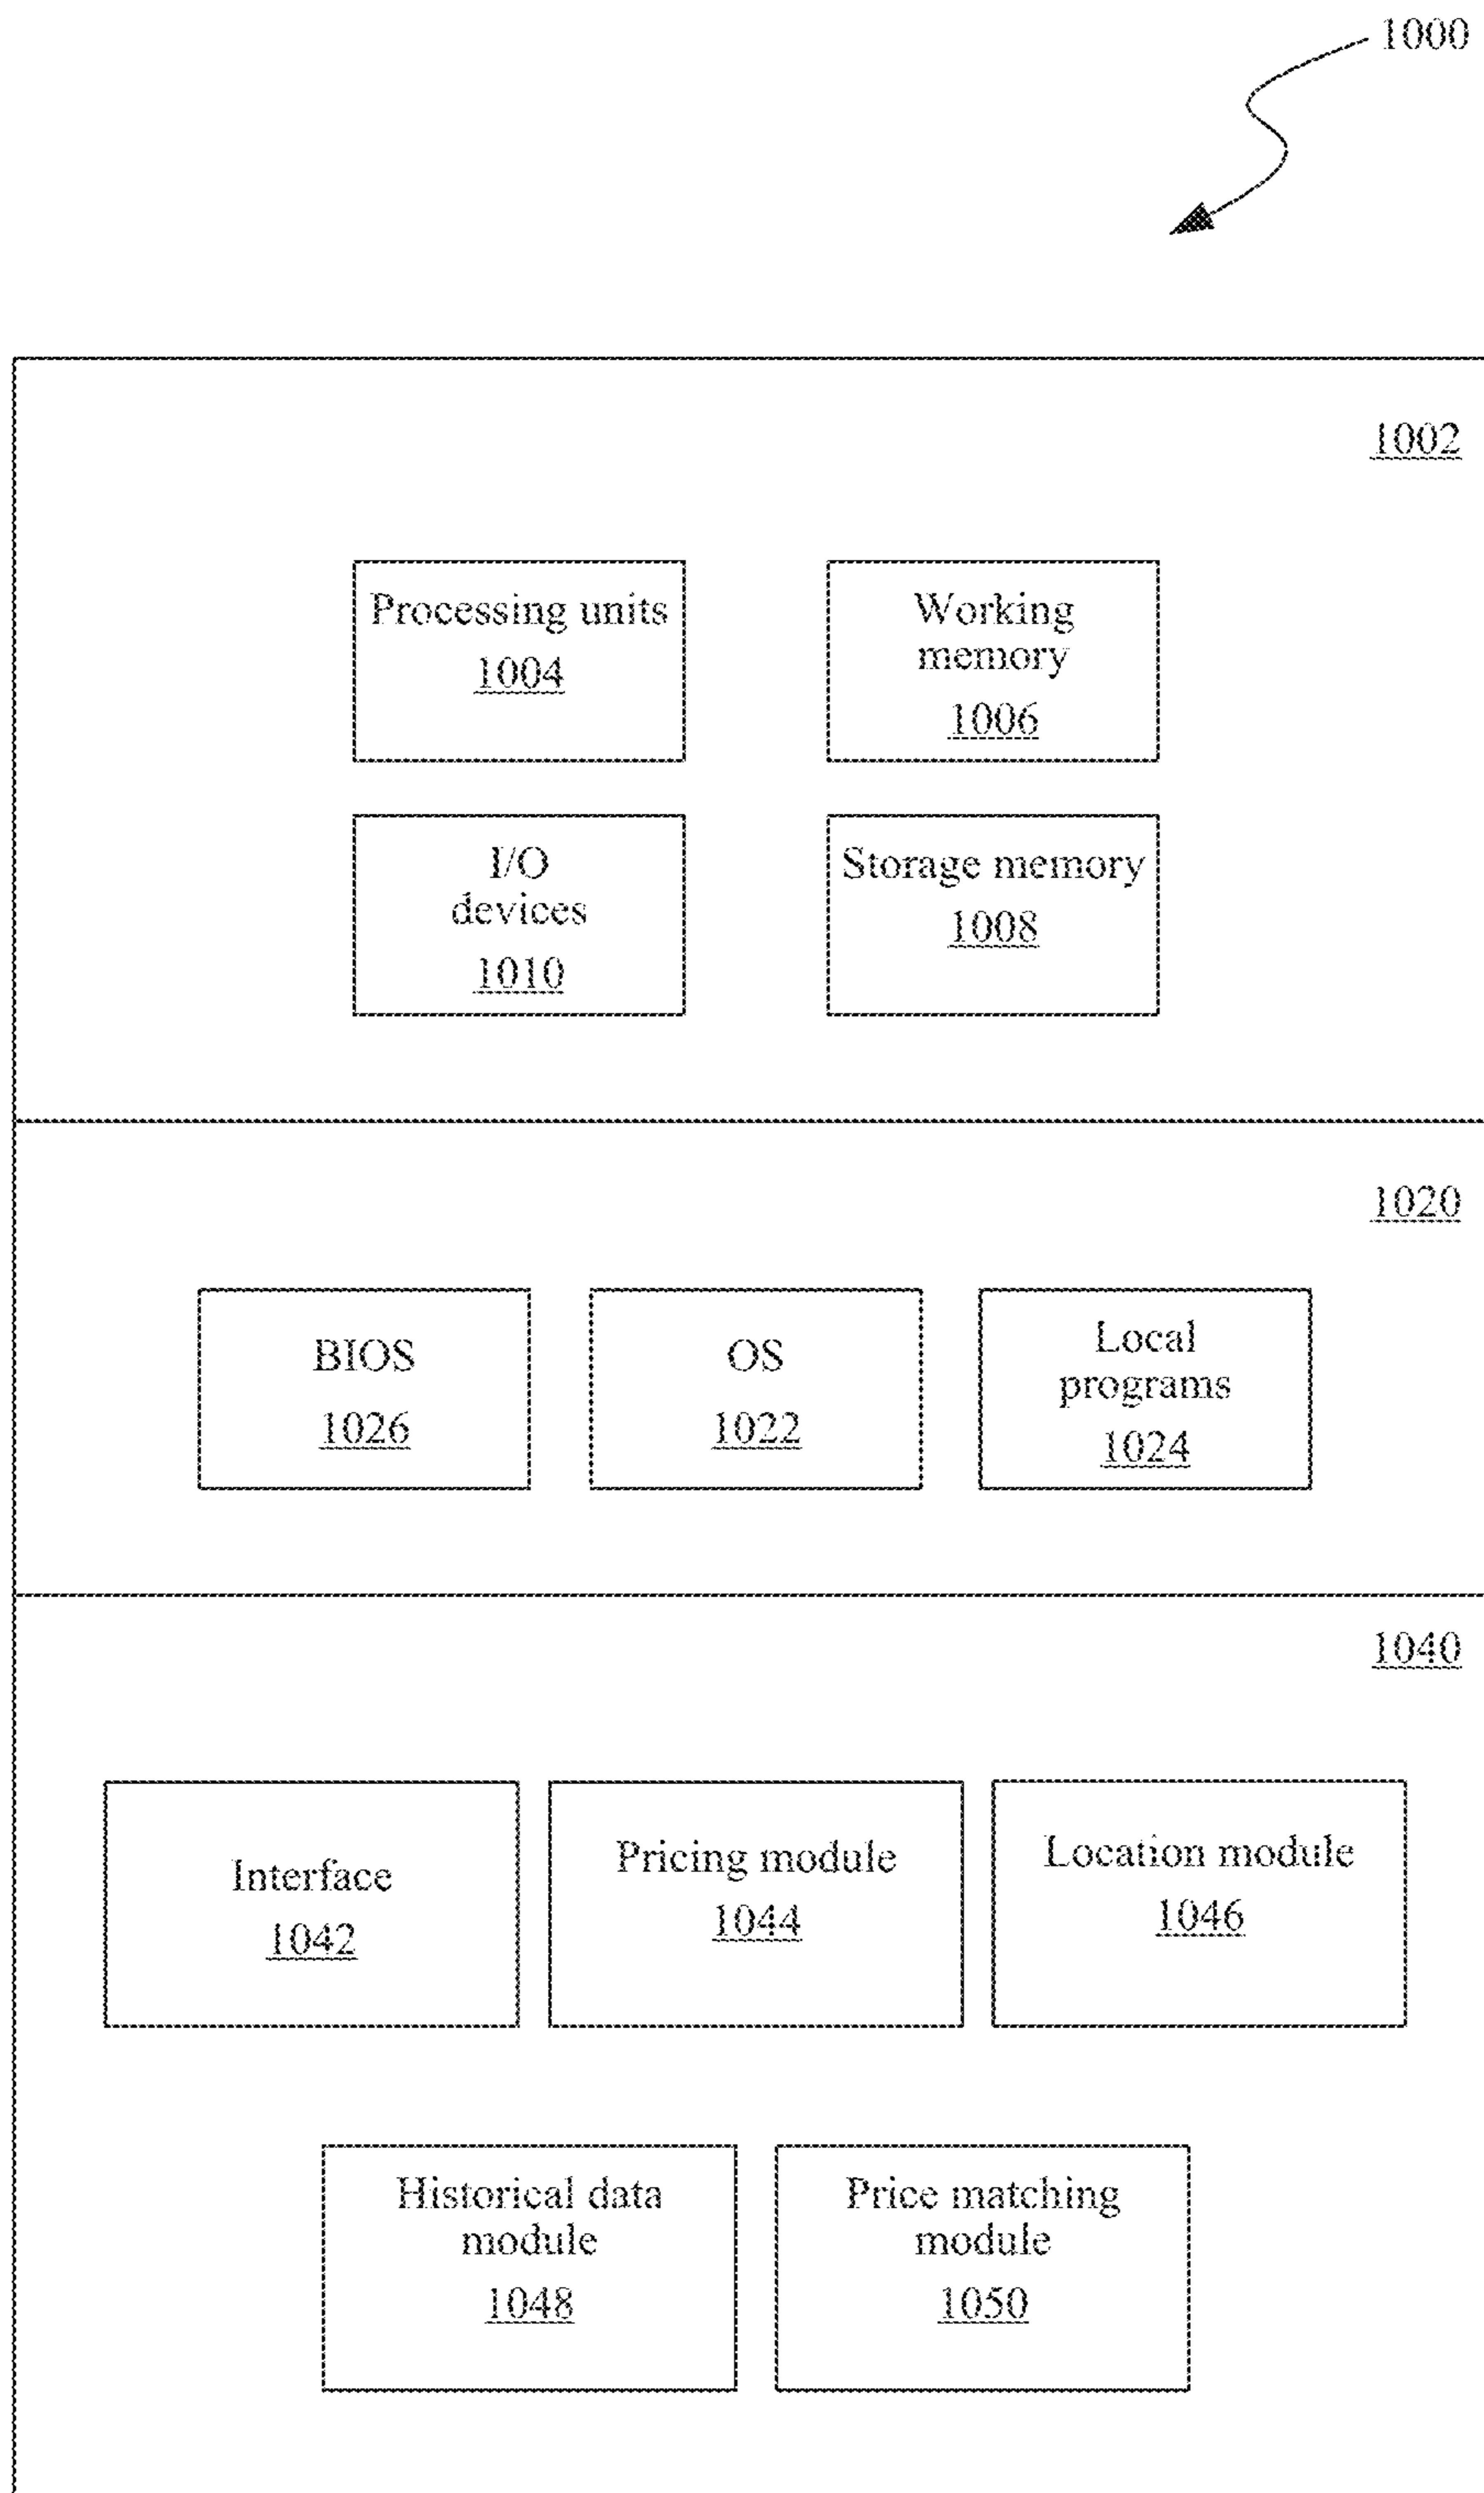 1000
1002
Processing units
1004
Working
memory
1006
I/O
devices
1010
Storage memory
1008
1020
BIOS
1026
OS
1022
Local
programs
1024
1040
Interface
1042
Pricing module
1044
Location module
1046
Historical data
module
1048
Price matching
module
1050